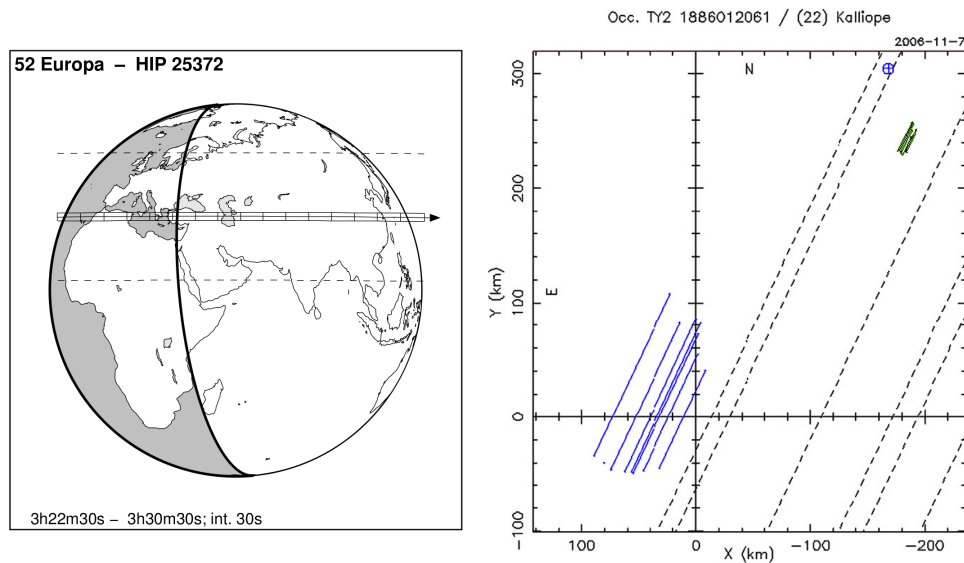 52 Europa – HIP 25372
3h22m30s – 3h30m30s; int. 30s
Occ. TY2 1886012061 / (22) Kalliope
2006-11-7
300
200
100
0
-100
Y (km)
N
E
100
0
-100
-200
X (km)